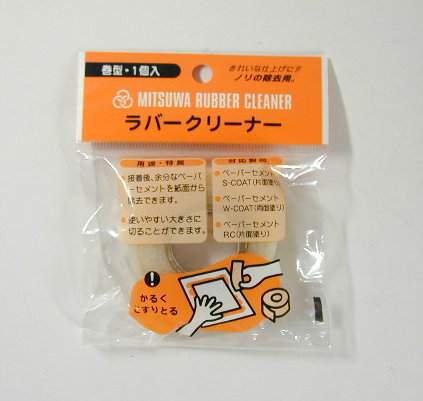 巻型・1個入
きれいな仕上げに!!
ノリの除去用。
MITSUWA RUBBER CLEANER
ラバークリーナー
用途・特長
接着後、余分なペーパ
ーセメントを紙面から
除去できます。
使いやすい大きさに
切ることができます。
対応製品
ペーパーセメント
S-COAT(片面塗り)
ペーパーセメント
W-COAT(両面塗り)
ペーパーセメント
RC(片面塗り)
かるく
こすりとる